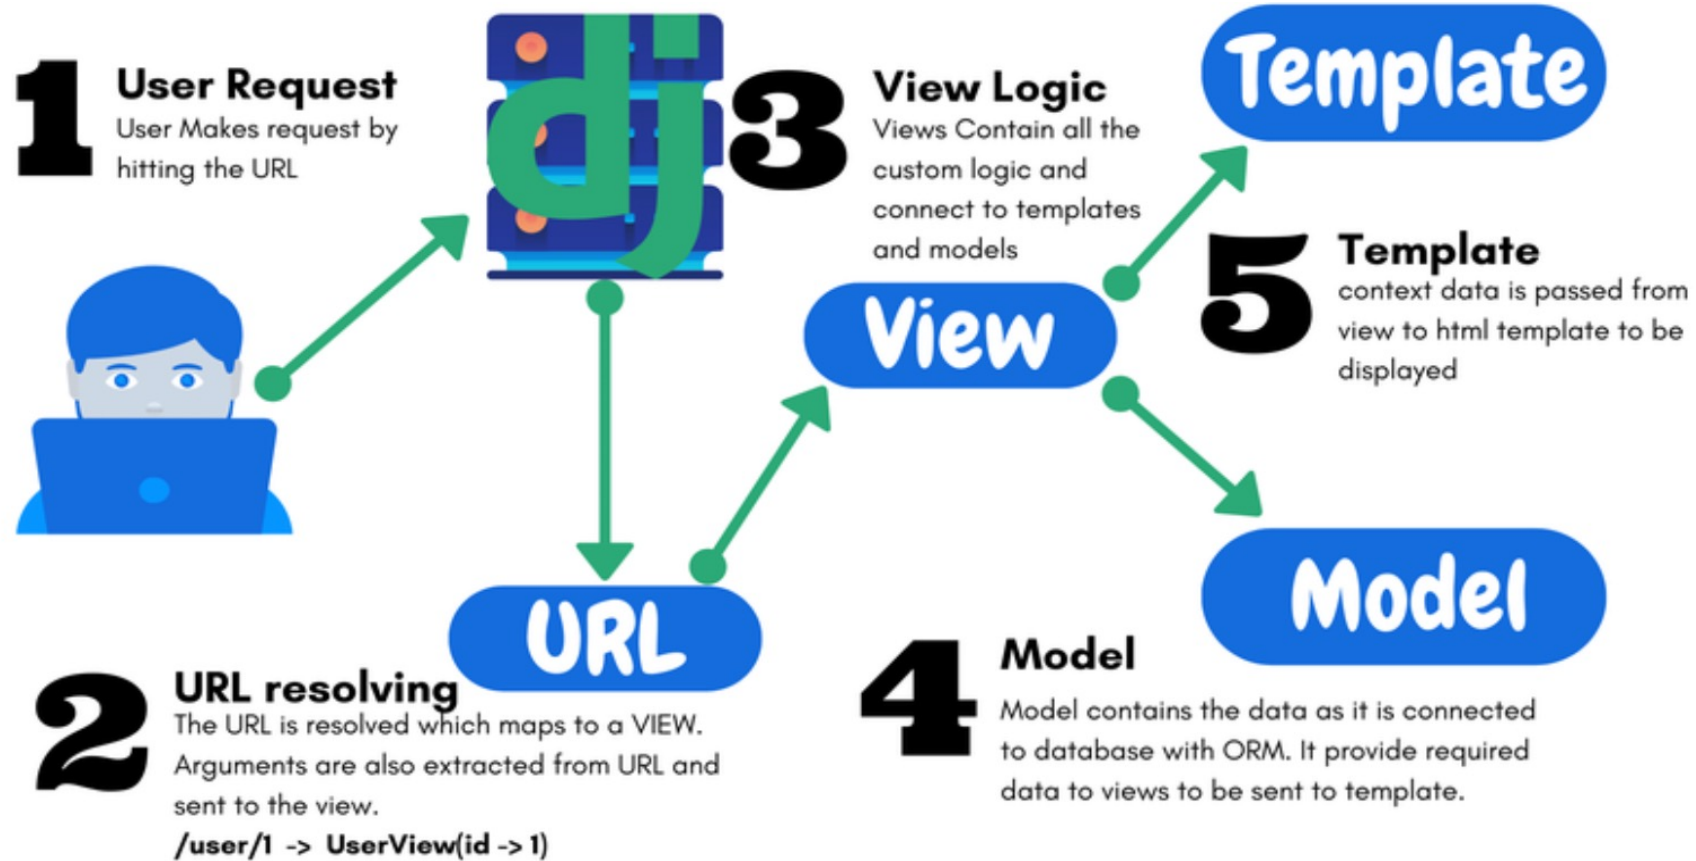 1
User Request
User Makes request by
hitting the URL
dj
3
View Logic
Views Contain all the
custom logic and
connect to templates
and models
Template
5
Template
context data is passed from
view to html template to be
displayed
View
URL
2
URL resolving
The URL is resolved which maps to a VIEW.
Arguments are also extracted from URL and
sent to the view.
/user/1 -> UserView(id -> 1)
Model
4
Model
Model contains the data as it is connected
to database with ORM. It provide required
data to views to be sent to template.